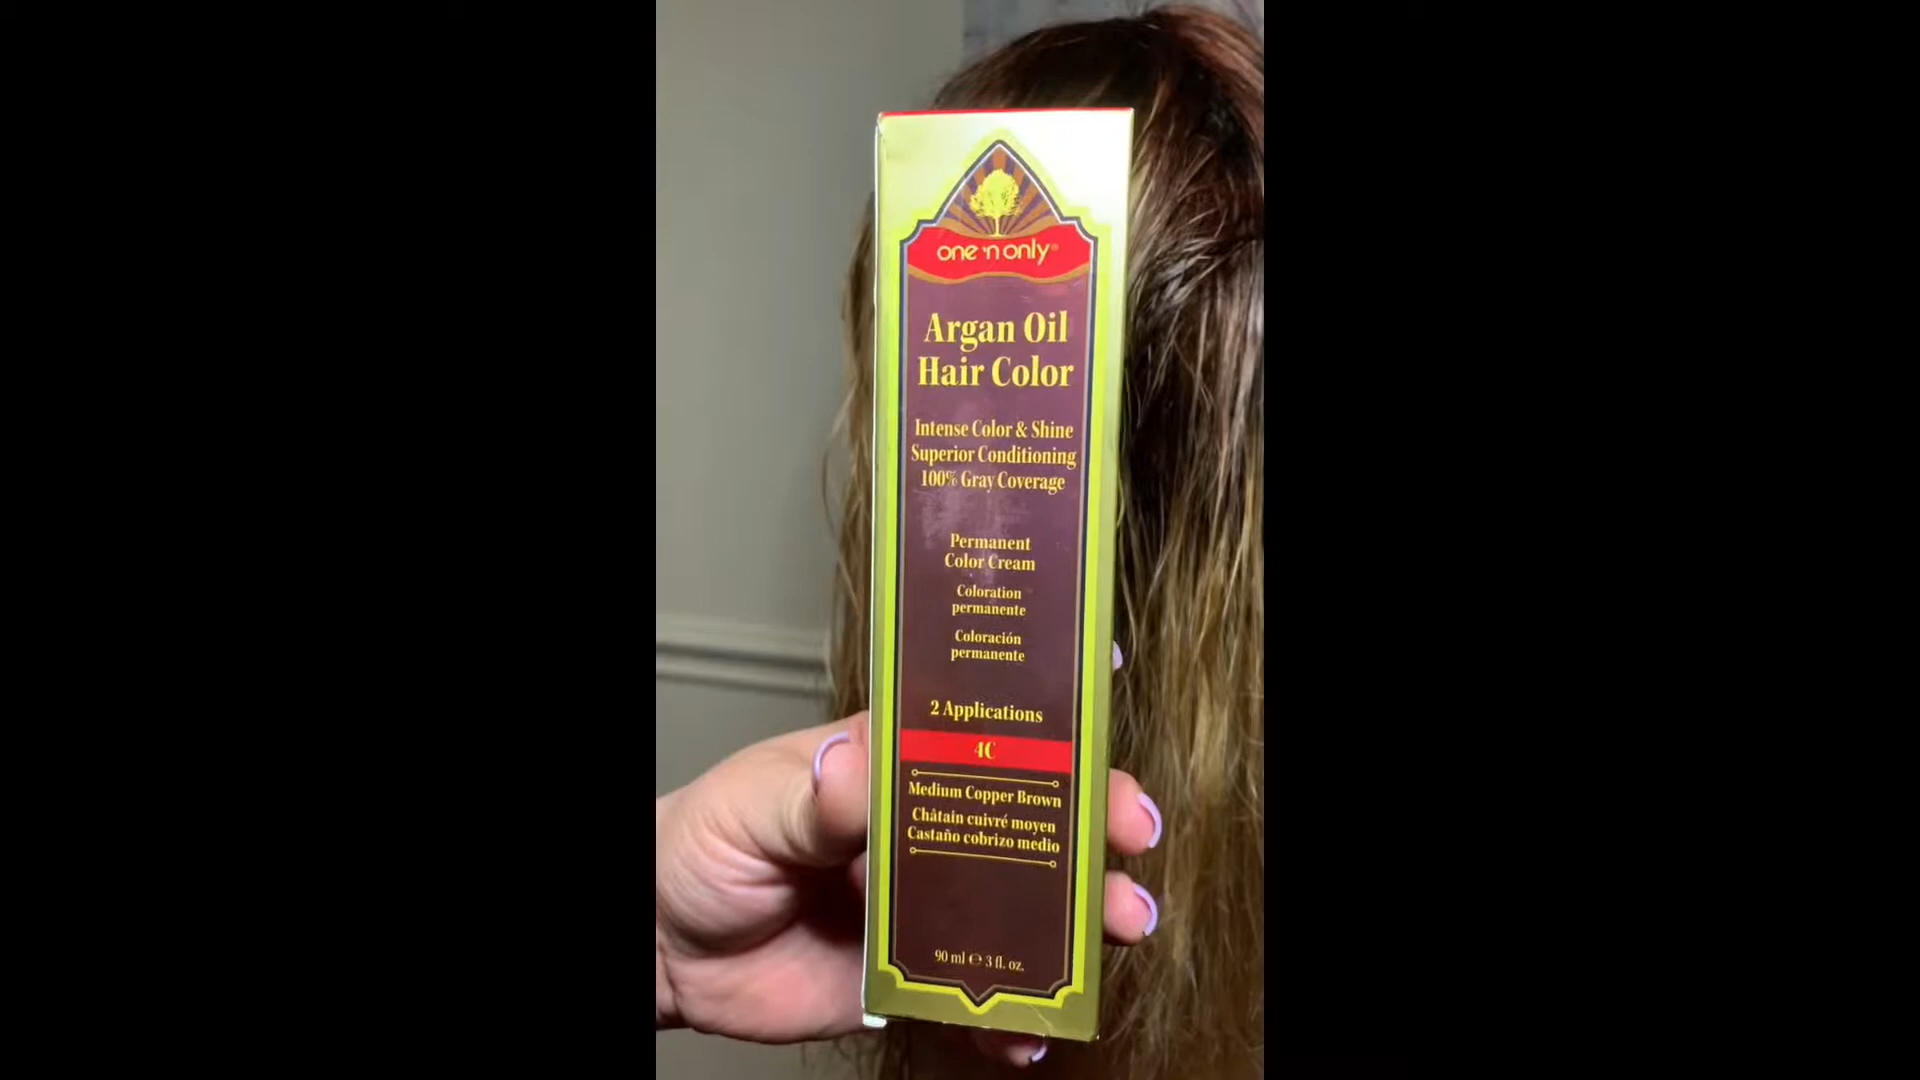 one 'n only®
Argan Oil
Hair Color
Intense Color & Shine
Superior Conditioning
100% Gray Coverage
Permanent
Color Cream
Coloration
permanente
Coloración
permanente
2 Applications
4C
Medium Copper Brown
Châtain cuivré moyen
Castaño cobrizo medio
90 ml ℮ 3 fl. oz.